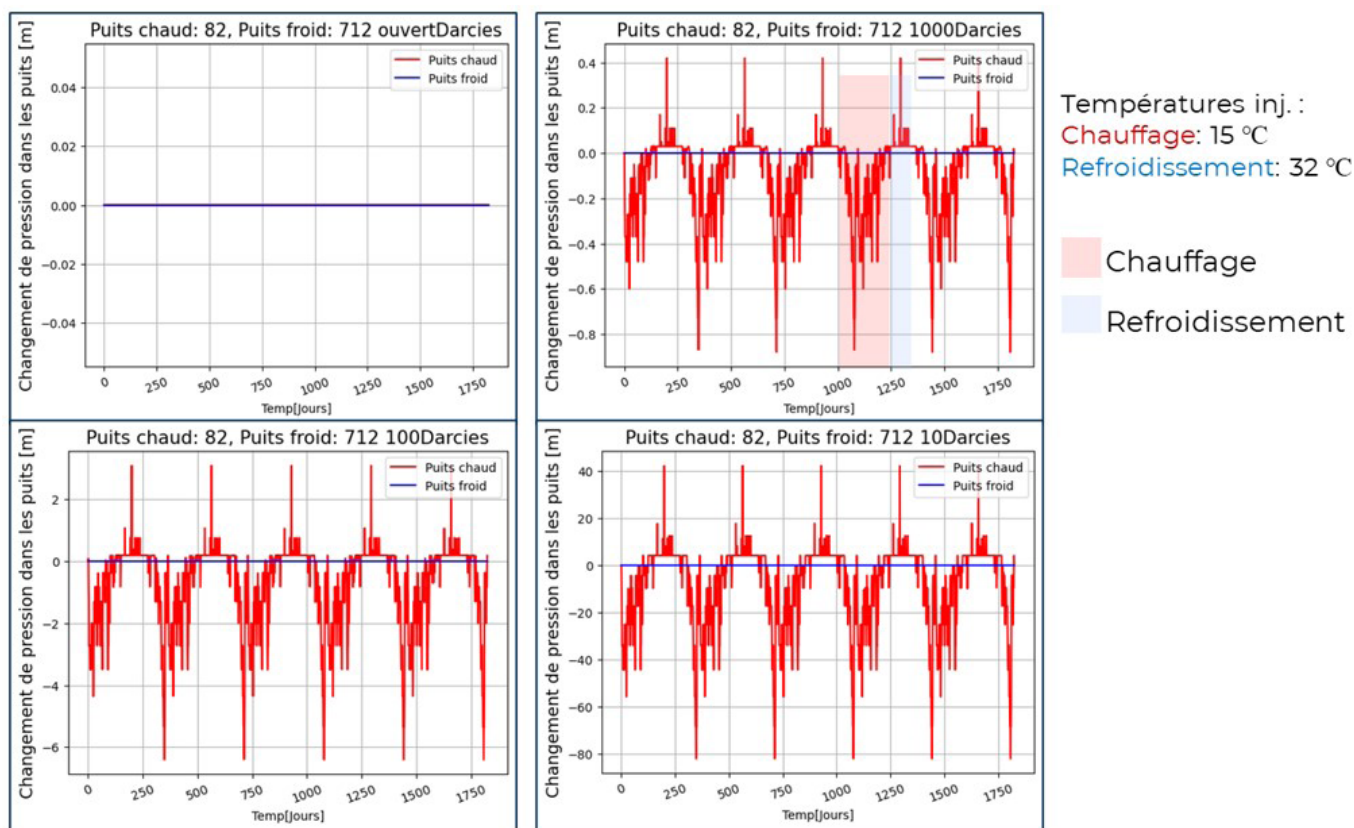 Puits chaud: 82, Puits froid: 712 ouvertDarcies
Changement de pression dans les puits [m]
Puits chaud
Puits froid
0.04
0.02
0.00
−0.02
−0.04
0
250
500
750
1000
1250
1500
1750
Temp[Jours]
Puits chaud: 82, Puits froid: 712 1000Darcies
Changement de pression dans les puits [m]
Puits chaud
Puits froid
0.4
0.2
0.0
−0.2
−0.4
−0.6
−0.8
0
250
500
750
1000
1250
1500
1750
Temp[Jours]
Températures inj. :
Chauffage: 15 °C
Refroidissement: 32 °C
Chauffage
Refroidissement
Puits chaud: 82, Puits froid: 712 100Darcies
Changement de pression dans les puits [m]
Puits chaud
Puits froid
2
0
−2
−4
−6
0
250
500
750
1000
1250
1500
1750
Temp[Jours]
Puits chaud: 82, Puits froid: 712 10Darcies
Changement de pression dans les puits [m]
Puits chaud
Puits froid
40
20
0
−20
−40
−60
−80
0
250
500
750
1000
1250
1500
1750
Temp[Jours]